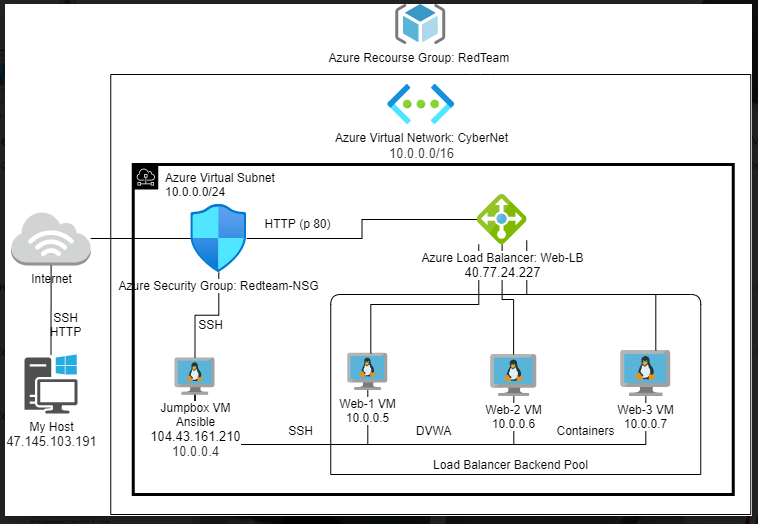 Azure Recourse Group: RedTeam
Azure Virtual Network: CyberNet
10.0.0.0/16
Azure Virtual Subnet
10.0.0.0/24
HTTP (p 80)
Internet
Azure Load Balancer: Web-LB
40.77.24.227
Azure Security Group: Redteam-NSG
SSH
HTTP
SSH
My Host
47.145.103.191
Jumpbox VM
Ansible
104.43.161.210
10.0.0.4
Web-1 VM
10.0.0.5
Web-2 VM
10.0.0.6
Web-3 VM
10.0.0.7
SSH
DVWA
Containers
Load Balancer Backend Pool